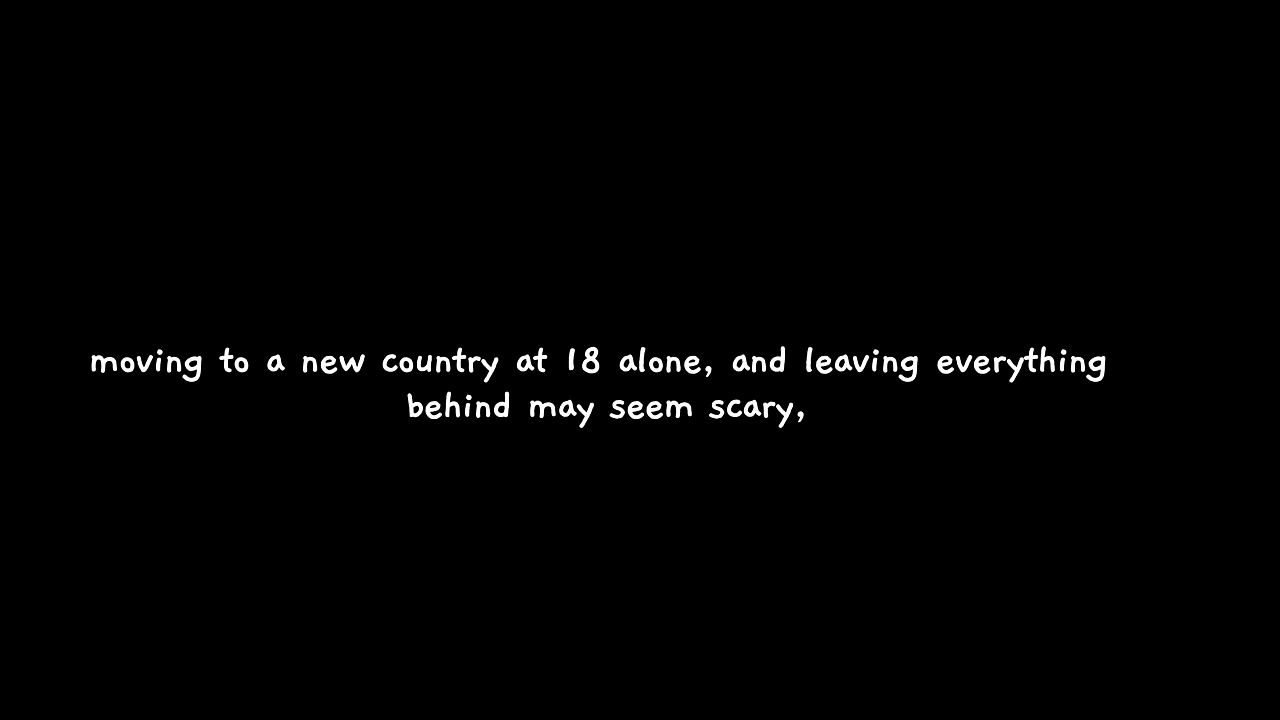 moving to a new country at 18 alone, and leaving everything
behind may seem scary,